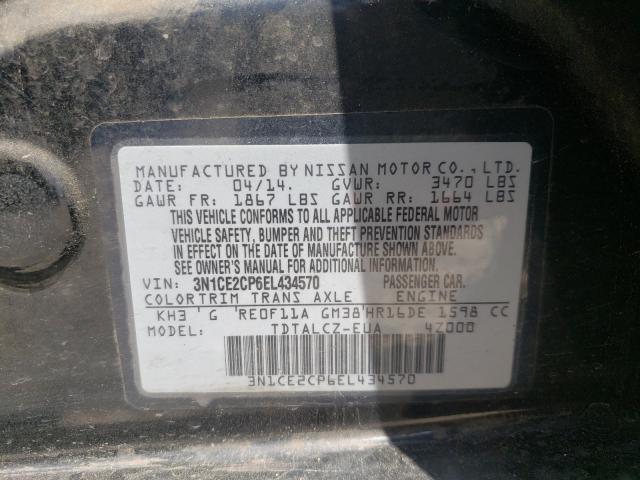 MANUFACTURED BY NISSAN MOTOR CO., LTD.
DATE: 04/14. GVWR: 3470 LBS
GAWR FR: 1867 LBS GAWR RR: 1664 LBS
THIS VEHICLE CONFORMS TO ALL APPLICABLE FEDERAL MOTOR
VEHICLE SAFETY, BUMPER AND THEFT PREVENTION STANDARDS
IN EFFECT ON THE DATE OF MANUFACTURE SHOWN ABOVE.
SEE OWNER'S MANUAL FOR ADDITIONAL INFORMATION.
VIN: 3N1CE2CP6EL434570 PASSENGER CAR.
COLOR TRIM TRANS AXLE ENGINE
KH3 ' G 'RE0F11A GM38'HR16DE 1598 CC
MODEL: TDTALCZ-EUA 4Z000
3N1CE2CP6EL434570